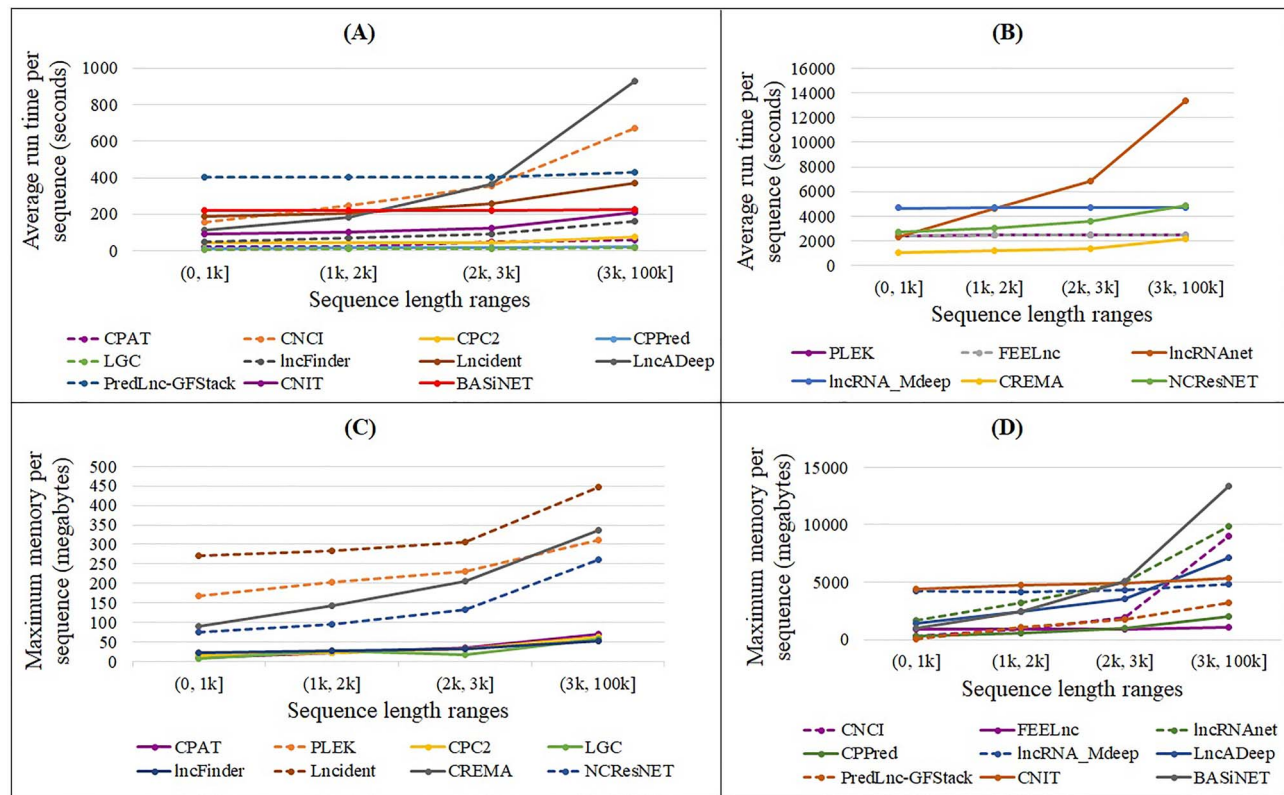 (A)
Average run time per
sequence (seconds)
1000
800
600
400
200
0
(0, 1k] (1k, 2k] (2k, 3k] (3k, 100k]
Sequence length ranges
CPAT CNCI CPC2 CPPred
LGC lncFinder Lncident LncADeep
PredLnc-GFStack CNIT BASiNET
(B)
Average run time per
sequence (seconds)
16000
14000
12000
10000
8000
6000
4000
2000
0
(0, 1k] (1k, 2k] (2k, 3k] (3k, 100k]
Sequence length ranges
PLEK FEELnc lncRNAnet
lncRNA_Mdeep CREMA NCResNET
(C)
Maximum memory per
sequence (megabytes)
500
450
400
350
300
250
200
150
100
50
0
(0, 1k] (1k, 2k] (2k, 3k] (3k, 100k]
Sequence length ranges
CPAT PLEK CPC2 LGC
lncFinder Lncident CREMA NCResNET
(D)
Maximum memory per
sequence (megabytes)
15000
10000
5000
0
(0, 1k] (1k, 2k] (2k, 3k] (3k, 100k]
Sequence length ranges
CNCI FEELnc lncRNAnet
CPPred lncRNA_Mdeep LncADeep
PredLnc-GFStack CNIT BASiNET